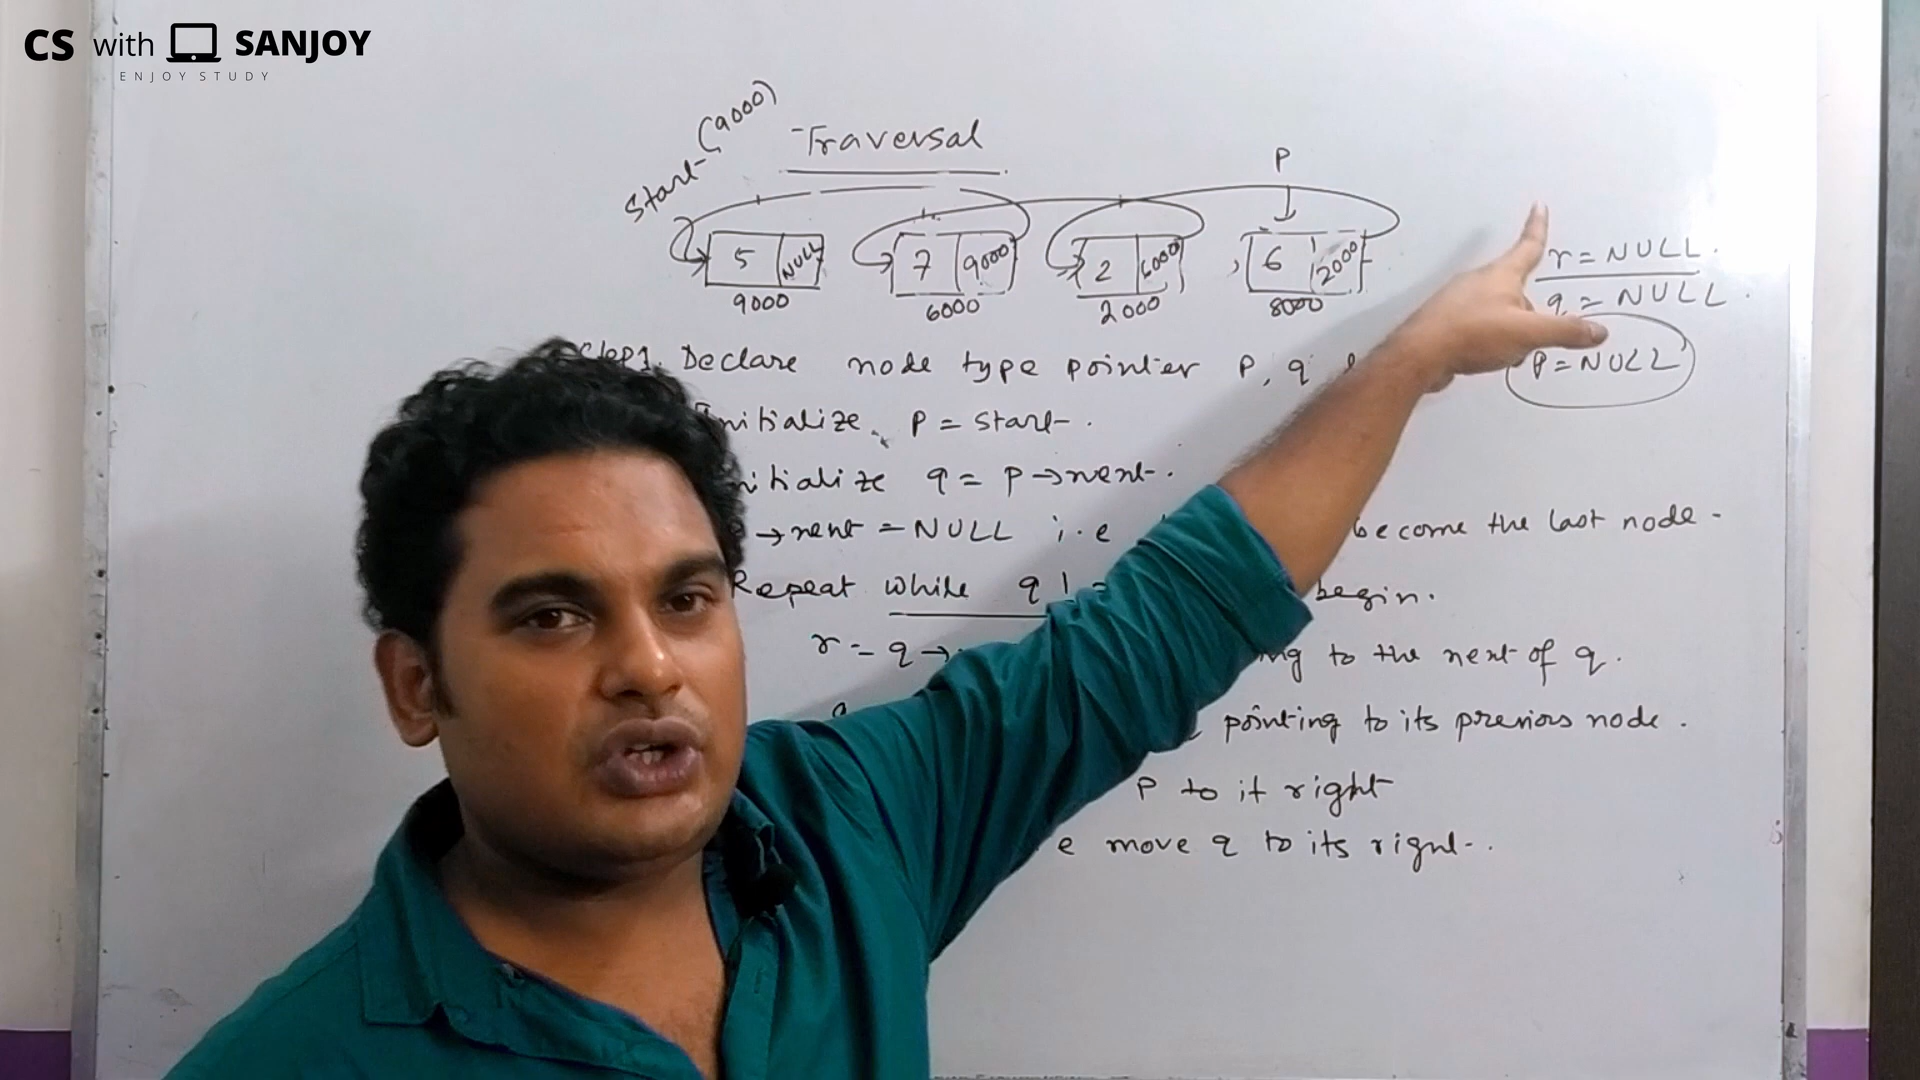 CS with SANJOY
ENJOY STUDY
Start (9000)
Traversal
P
5 NULL 7 9000 2 6000 6 2000
9000 6000 2000 8000
r = NULL.
q = NULL.
P = NULL
Step1. Declare node type pointer P, q
Initialize P = Start.
Initialize q = P→next.
→next = NULL i.e become the last node.
Repeat while q != begin.
r = q→ to the next of q.
pointing to its previous node.
P to it right
e move q to its right.